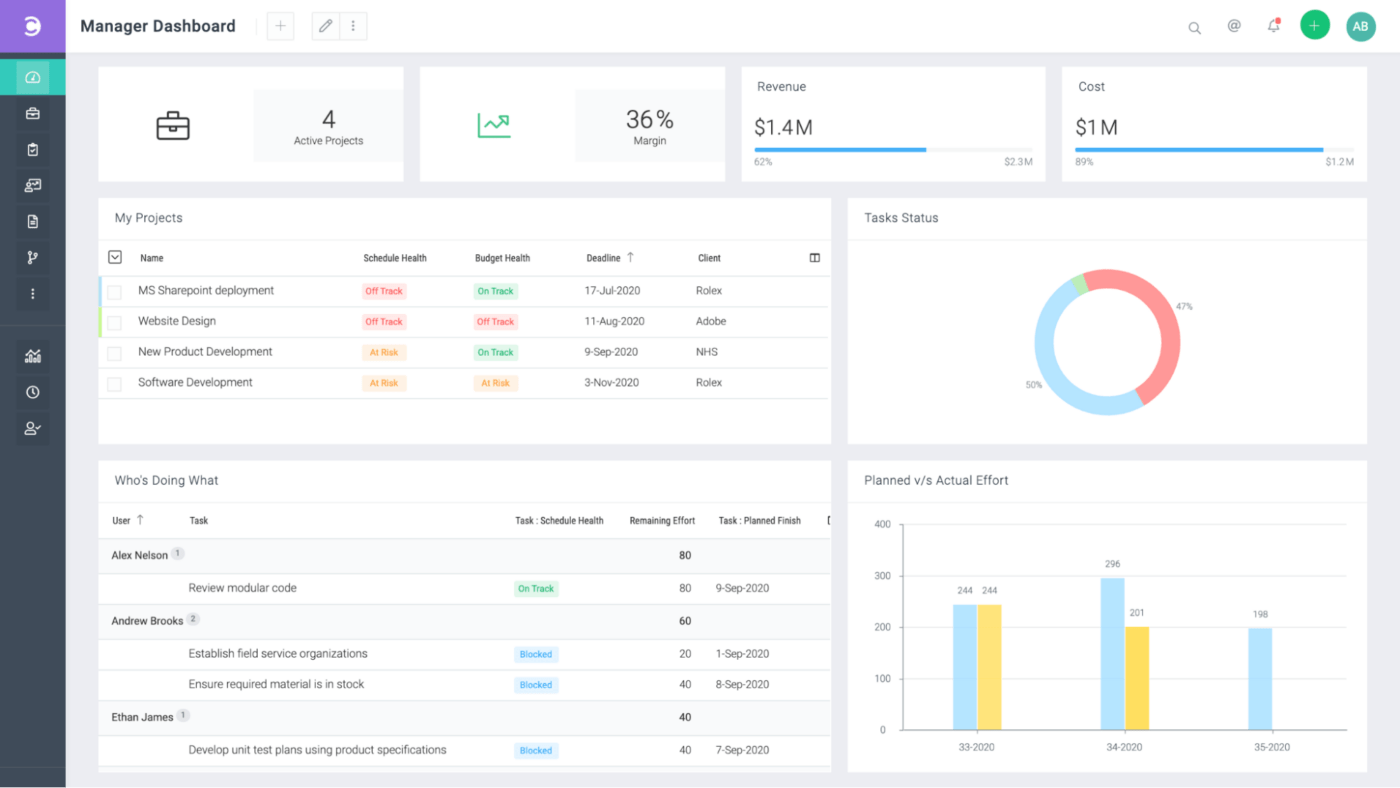 Manager Dashboard
@
AB
4
Active Projects
36%
Margin
Revenue
$1.4M
62% $2.3M
Cost
$1M
89% $1.2M
My Projects
Name Schedule Health Budget Health Deadline ↑ Client
MS Sharepoint deployment Off Track On Track 17-Jul-2020 Rolex
Website Design Off Track Off Track 11-Aug-2020 Adobe
New Product Development At Risk On Track 9-Sep-2020 NHS
Software Development At Risk At Risk 3-Nov-2020 Rolex
Tasks Status
47%
50%
Who's Doing What
User ↑ Task Task : Schedule Health Remaining Effort Task : Planned Finish
Alex Nelson 1 80
Review modular code On Track 80 9-Sep-2020
Andrew Brooks 2 60
Establish field service organizations Blocked 20 1-Sep-2020
Ensure required material is in stock Blocked 40 8-Sep-2020
Ethan James 1 40
Develop unit test plans using product specifications Blocked 40 7-Sep-2020
Planned v/s Actual Effort
400
300
200
100
0
244 244
296
201
198
33-2020 34-2020 35-2020